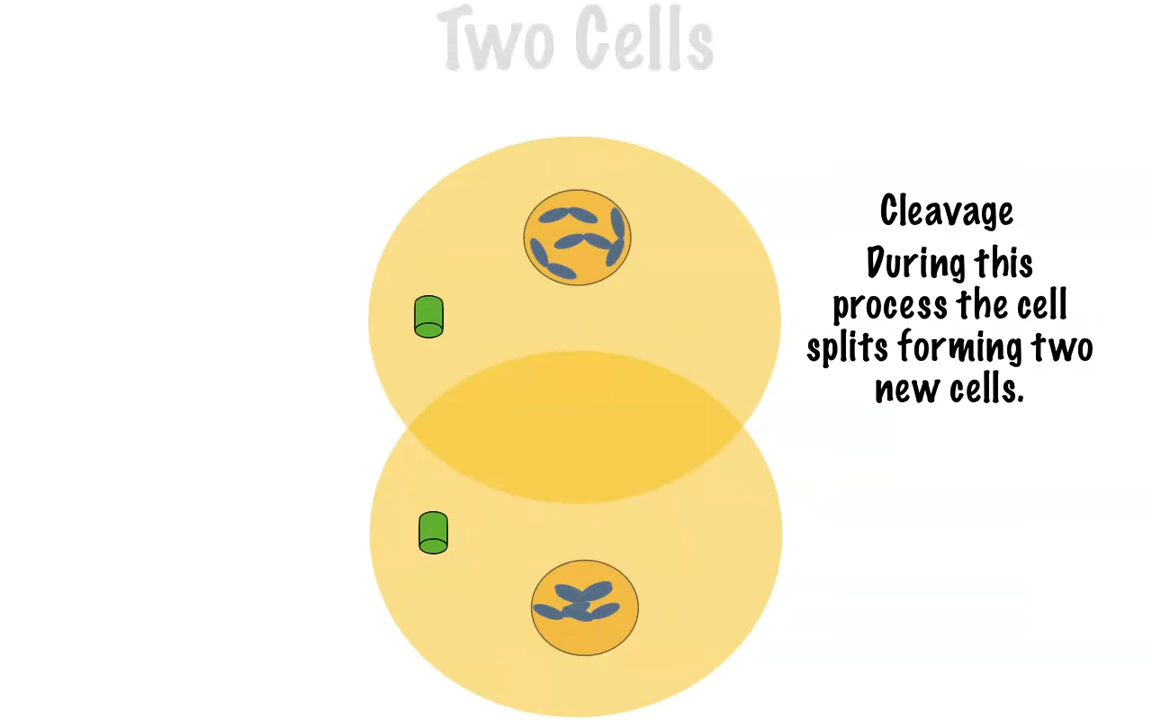 Two Cells
Cleavage
During this
process the cell
splits forming two
new cells.